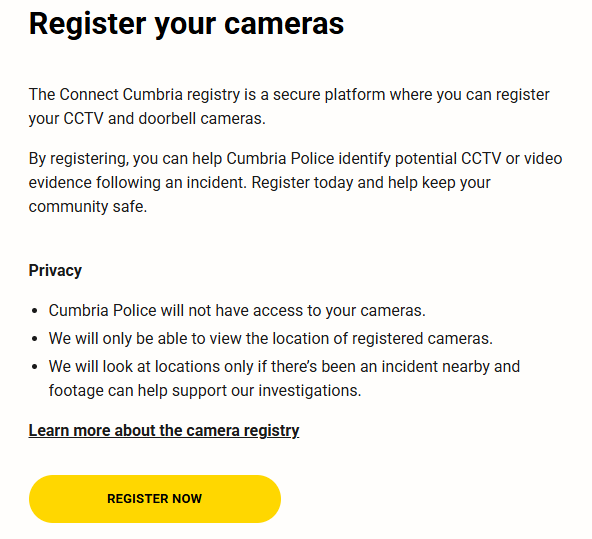 Register your cameras
The Connect Cumbria registry is a secure platform where you can register
your CCTV and doorbell cameras.
By registering, you can help Cumbria Police identify potential CCTV or video
evidence following an incident. Register today and help keep your
community safe.
Privacy
• Cumbria Police will not have access to your cameras.
• We will only be able to view the location of registered cameras.
• We will look at locations only if there’s been an incident nearby and
footage can help support our investigations.
Learn more about the camera registry
REGISTER NOW